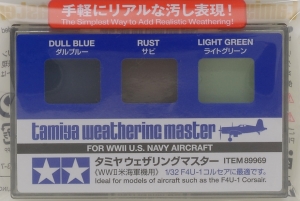 手軽にリアルな汚し表現!
The Simplest Way to Add Realistic Weathering!
DULL BLUE RUST LIGHT GREEN
ダルブルー サビ ライトグリーン
tamiya weathering master
FOR WWII U.S. NAVY AIRCRAFT
タミヤウェザリングマスター ITEM 89969
〈WWII米海軍機用〉 1/32 F4U-1コルセアに最適です。
Ideal for models of aircraft such as the F4U-1 Corsair.